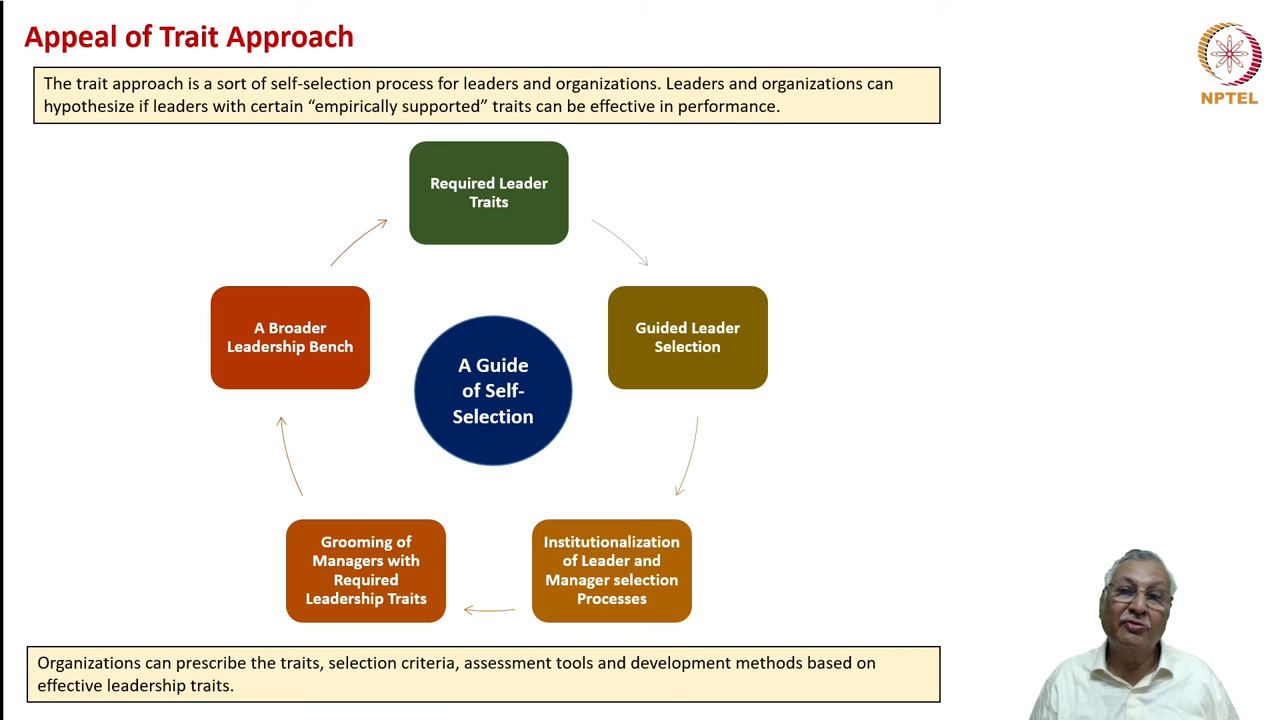 Appeal of Trait Approach
The trait approach is a sort of self-selection process for leaders and organizations. Leaders and organizations can
hypothesize if leaders with certain “empirically supported” traits can be effective in performance.
NPTEL
Required Leader
Traits
Guided Leader
Selection
Institutionalization
of Leader and
Manager selection
Processes
Grooming of
Managers with
Required
Leadership Traits
A Broader
Leadership Bench
A Guide
of Self-
Selection
Organizations can prescribe the traits, selection criteria, assessment tools and development methods based on
effective leadership traits.